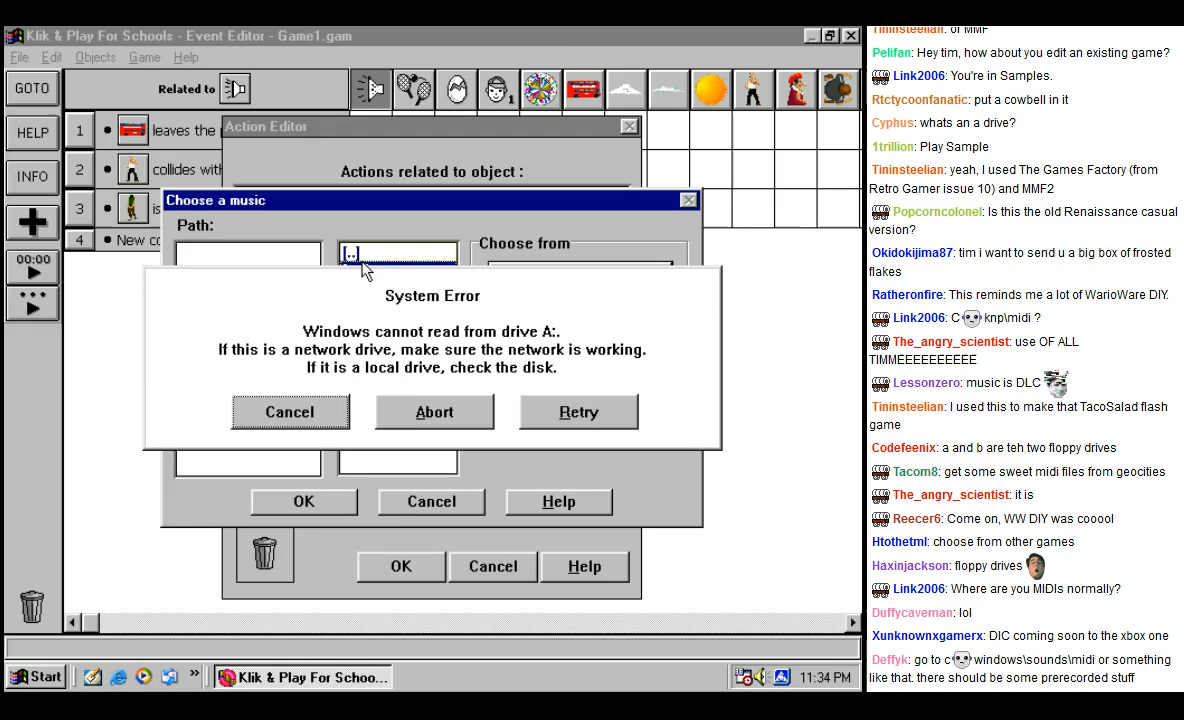 Klik & Play For Schools - Event Editor - Game1.gam
File Edit Objects Game Help
GOTO
Related to
1
1 • leaves the
Action Editor
HELP
2 • collides with
Actions related to object :
INFO
3 • is
Choose a music
4 • New co
Path:
[..]
Choose from
00:00
System Error
Windows cannot read from drive A:.
If this is a network drive, make sure the network is working.
If it is a local drive, check the disk.
Cancel Abort Retry
OK Cancel Help
OK Cancel Help
Start
»
Klik & Play For Schoo...
11:34 PM
Tininsteelian: or MMF
Pelifan: Hey tim, how about you edit an existing game?
Link2006: You're in Samples.
Rtctycoonfanatic: put a cowbell in it
Cyphus: whats an a drive?
1trillion: Play Sample
Tininsteelian: yeah, I used The Games Factory (from
Retro Gamer issue 10) and MMF2
Popcorncolonel: Is this the old Renaissance casual
version?
Okidokijima87: tim i want to send u a big box of frosted
flakes
Ratheronfire: This reminds me a lot of WarioWare DIY.
Link2006: C knp\midi ?
The_angry_scientist: use OF ALL
TIMMEEEEEEEEEE
Lessonzero: music is DLC
Tininsteelian: I used this to make that TacoSalad flash
game
Codefeenix: a and b are teh two floppy drives
Tacom8: get some sweet midi files from geocities
The_angry_scientist: it is
Reecer6: Come on, WW DIY was cooool
Htothetml: choose from other games
Haxinjackson: floppy drives
Link2006: Where are you MIDIs normally?
Duffycaveman: lol
Xunknownxgamerx: DIC coming soon to the xbox one
Deffyk: go to c windows\sounds\midi or something
like that. there should be some prerecorded stuff